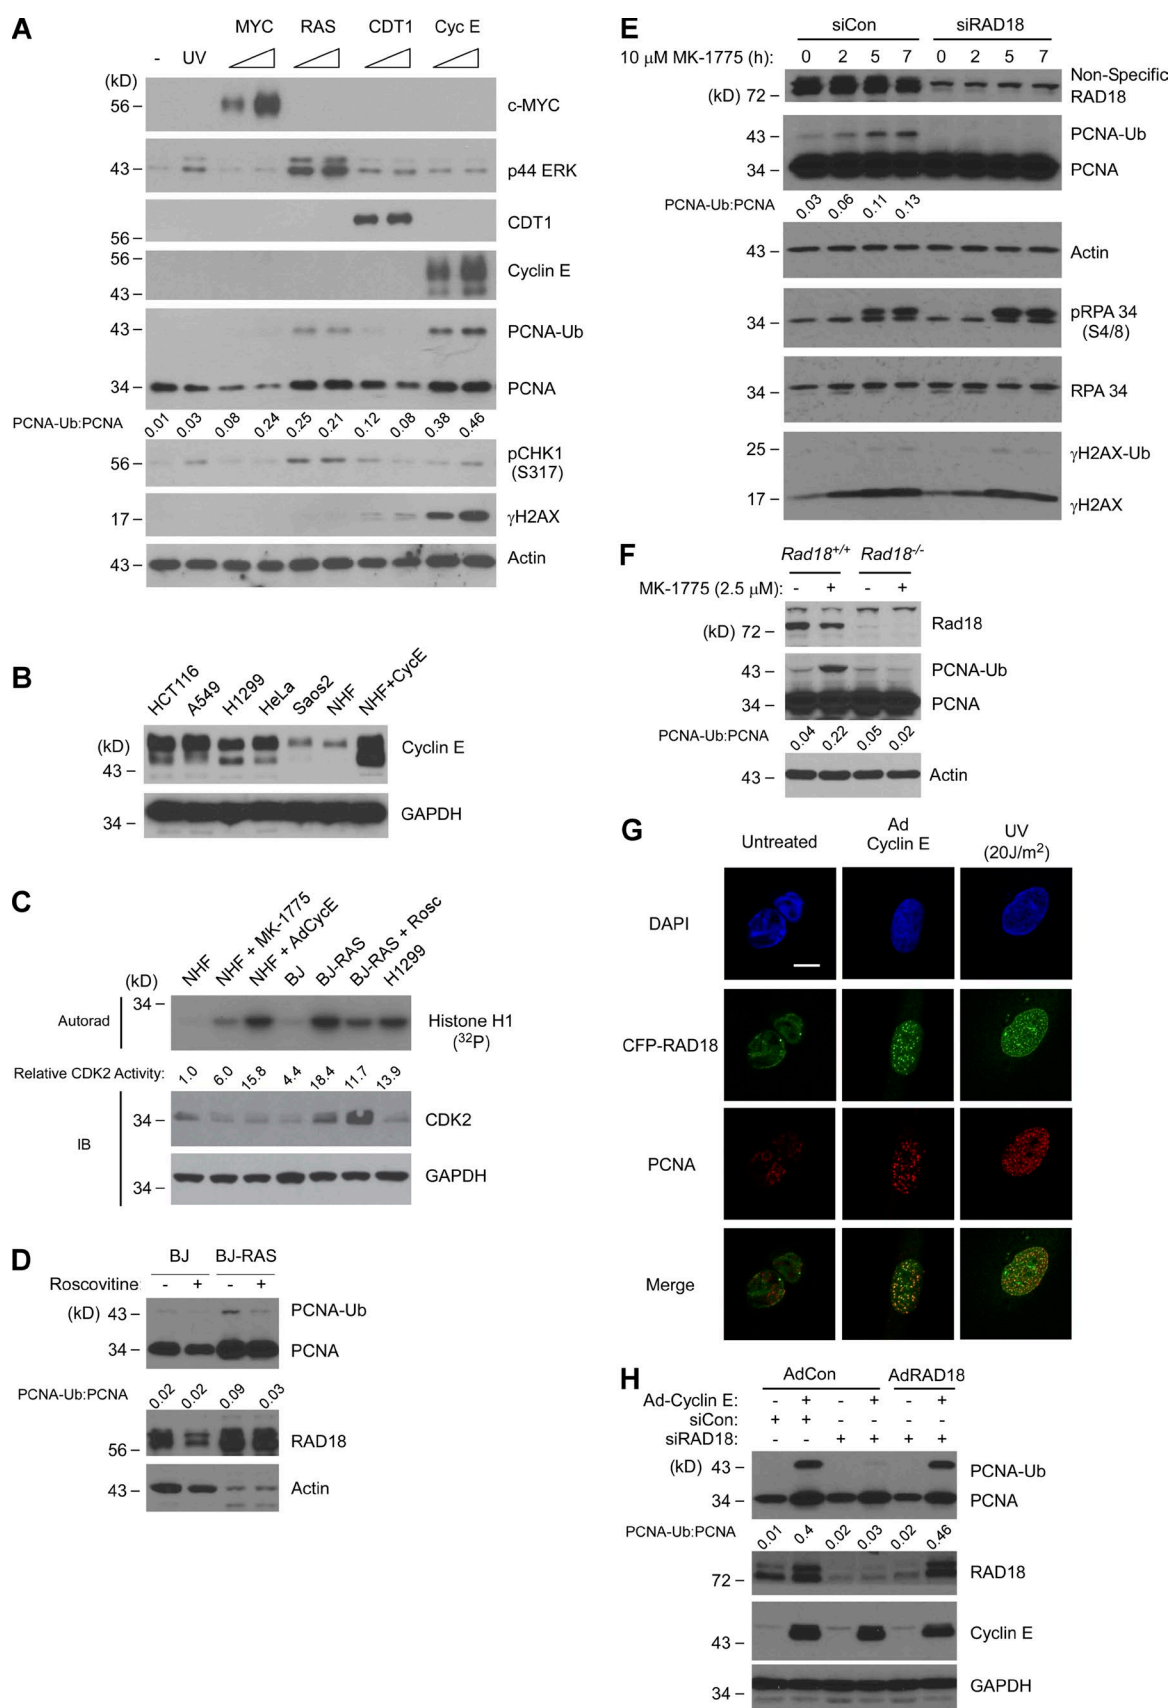 A
MYC RAS CDT1 Cyc E
- UV
(kD)
56 – c-MYC
43 – p44 ERK
CDT1
56 –
56 –
Cyclin E
43 –
43 – PCNA-Ub
34 – PCNA
PCNA-Ub:PCNA 0.01 0.03 0.08 0.24 0.25 0.21 0.12 0.08 0.38 0.46
56 – pCHK1
(S317)
17 – γH2AX
43 – Actin
B
HCT116 A549 H1299 HeLa Saos2 NHF NHF+CycE
(kD) Cyclin E
43 –
GAPDH
34 –
C
NHF NHF + MK-1775 NHF + AdCycE BJ BJ-RAS BJ-RAS + Rosc H1299
(kD)
34 –
Autorad Histone H1
(³²P)
Relative CDK2 Activity: 1.0 6.0 15.8 4.4 18.4 11.7 13.9
34 – CDK2
IB
GAPDH
34 –
D
BJ BJ-RAS
Roscovitine: - + - +
(kD) 43 – PCNA-Ub
34 – PCNA
PCNA-Ub:PCNA 0.02 0.02 0.09 0.03
RAD18
56 –
43 – Actin
E
siCon siRAD18
10 μM MK-1775 (h): 0 2 5 7 0 2 5 7
Non-Specific
(kD) 72 – RAD18
43 – PCNA-Ub
34 – PCNA
PCNA-Ub:PCNA 0.03 0.06 0.11 0.13
43 – Actin
34 – pRPA 34
(S4/8)
34 – RPA 34
25 – γH2AX-Ub
17 – γH2AX
F
Rad18+/+ Rad18-/-
MK-1775 (2.5 μM): - + - +
(kD) 72 – Rad18
43 – PCNA-Ub
34 – PCNA
PCNA-Ub:PCNA 0.04 0.22 0.05 0.02
43 – Actin
G
Untreated Ad
Cyclin E UV
(20J/m²)
DAPI
CFP-RAD18
PCNA
Merge
H
AdCon AdRAD18
Ad-Cyclin E: - + - + - +
siCon: + + - - - -
siRAD18: - - + + + +
(kD) 43 – PCNA-Ub
34 – PCNA
PCNA-Ub:PCNA 0.01 0.4 0.02 0.03 0.02 0.46
72 – RAD18
Cyclin E
43 –
GAPDH
34 –